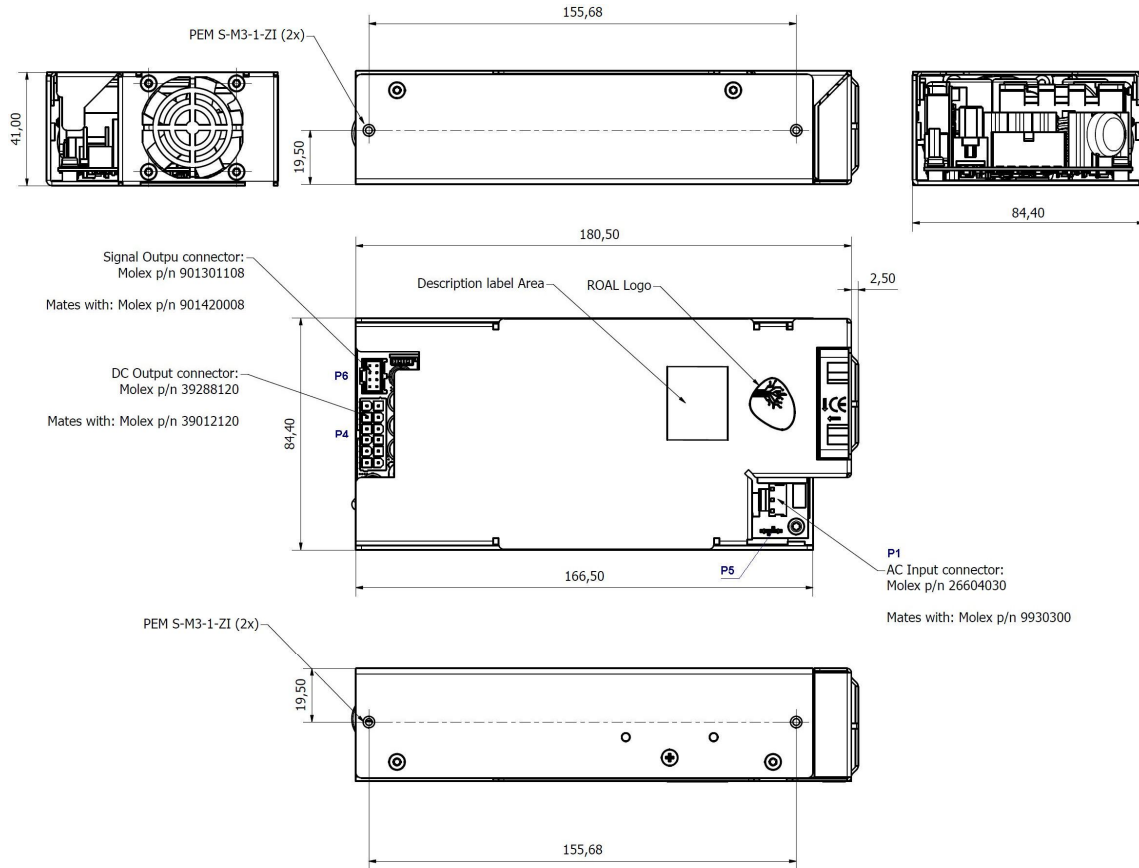 155,68
PEM S-M3-1-ZI (2x)
41,00
19,50
84,40
180,50
Signal Outpu connector:
Molex p/n 901301108
Mates with: Molex p/n 901420008
Description label Area
ROAL Logo
2,50
DC Output connector:
Molex p/n 39288120
Mates with: Molex p/n 39012120
P6
P4
84,40
CE
P5
P1
AC Input connector:
Molex p/n 26604030
Mates with: Molex p/n 9930300
166,50
PEM S-M3-1-ZI (2x)
19,50
155,68